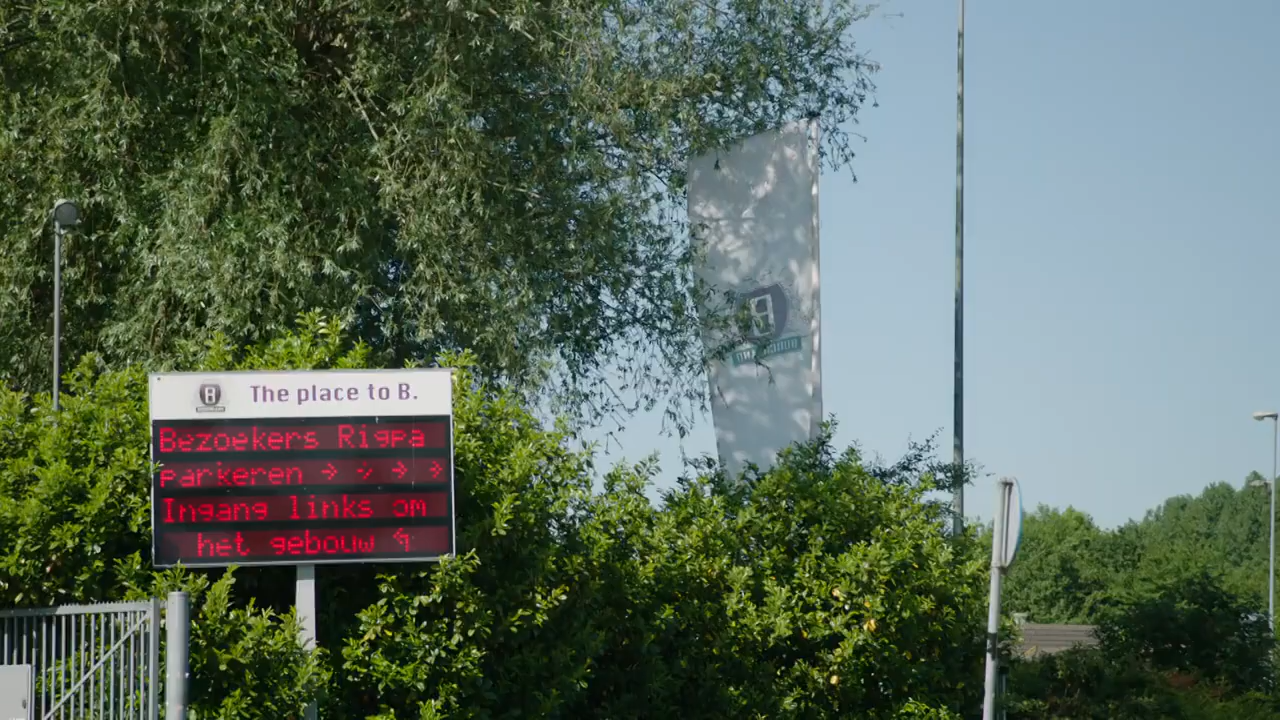 The place to B.
Bezoekers Rigpa
parkeren → → → →
Ingang links om
het gebouw ↰